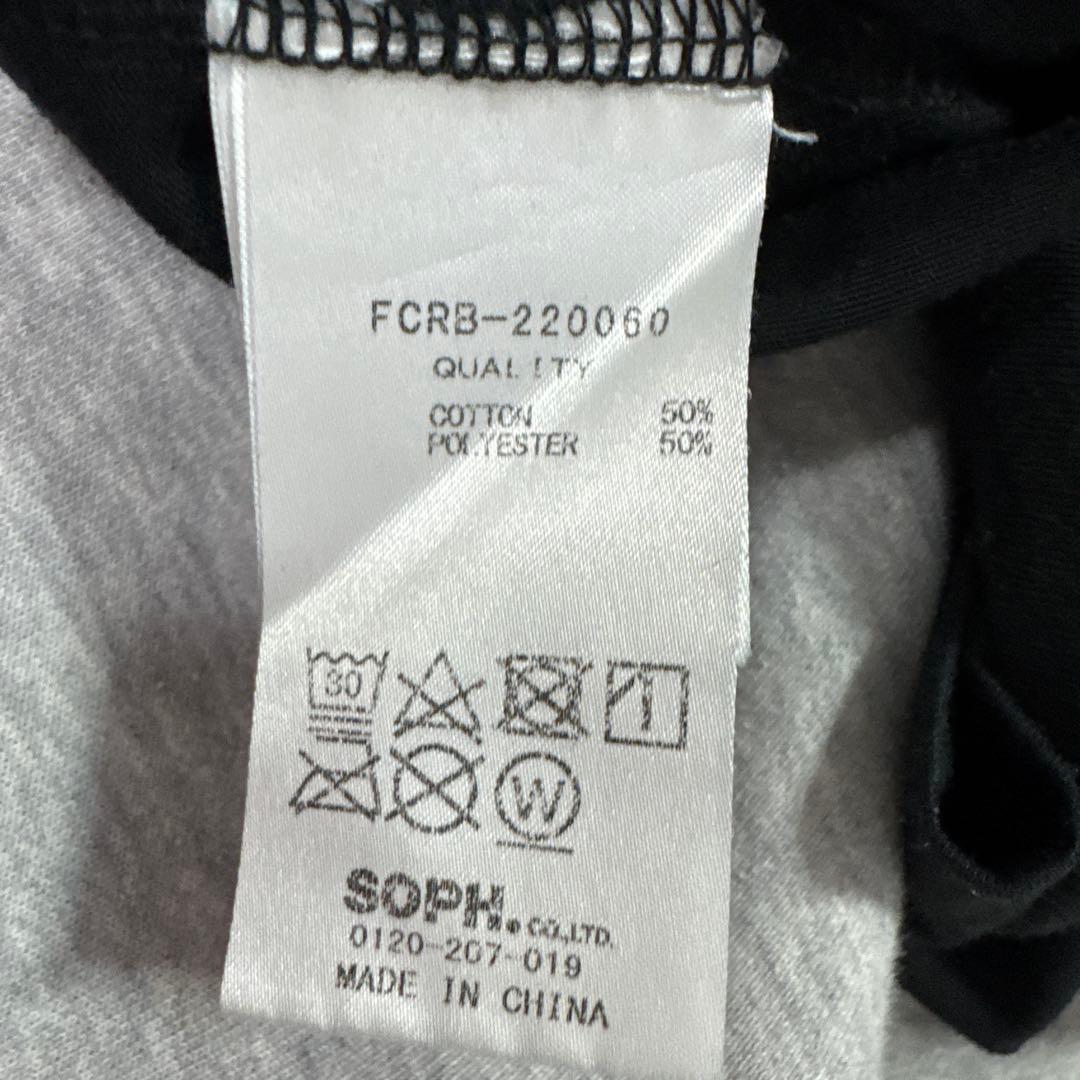 FCRB-220060
QUALITY
COTTON 50%
POLYESTER 50%
30
W
SOPH. CO.,LTD.
0120-207-019
MADE IN CHINA